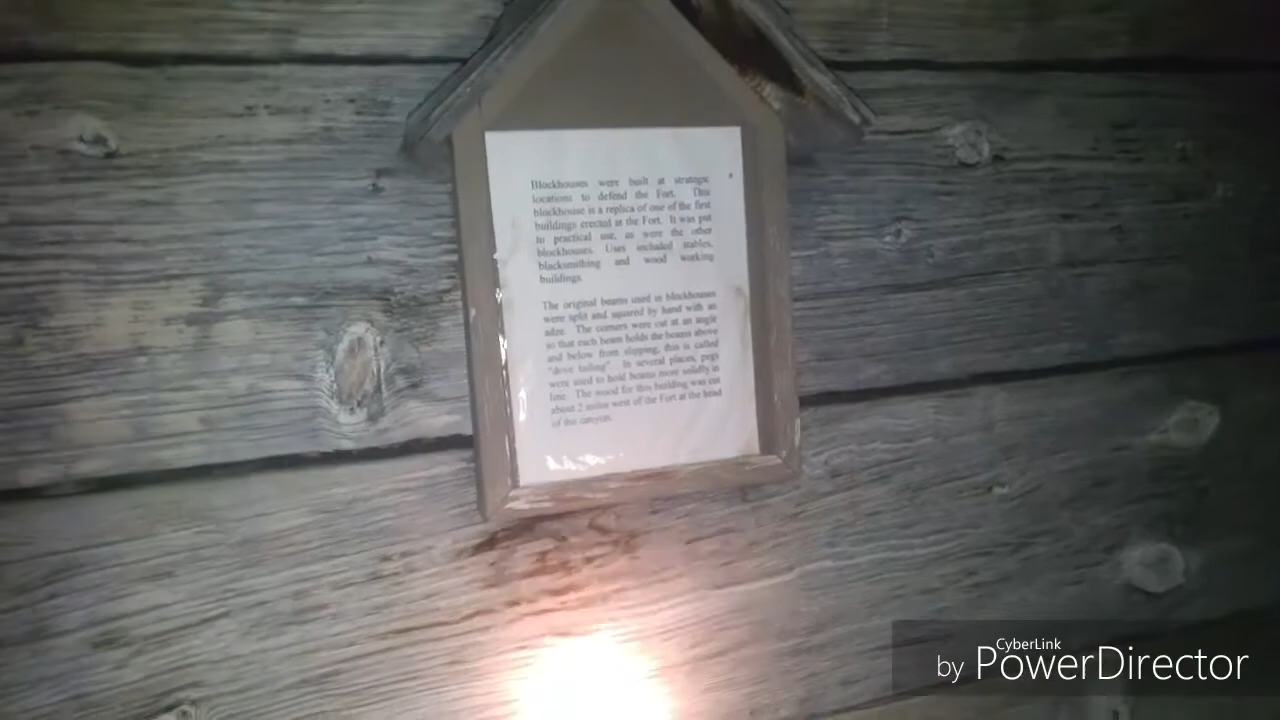 Blockhouses were built at strategic
locations to defend the Fort. This
blockhouse is a replica of one of the first
buildings erected at the Fort. It was put
to practical use, as were the other
blockhouses. Uses included stables,
blacksmithing and wood working
buildings.
The original beams used in blockhouses
were split and squared by hand with an
adze. The corners were cut at an angle
so that each beam holds the beams above
and below from slipping, this is called
"dove tailing". In several places, pegs
were used to hold beams more solidly in
line. The wood for this building was cut
about 2 miles west of the Fort at the head
of this canyon.
CyberLink
by PowerDirector